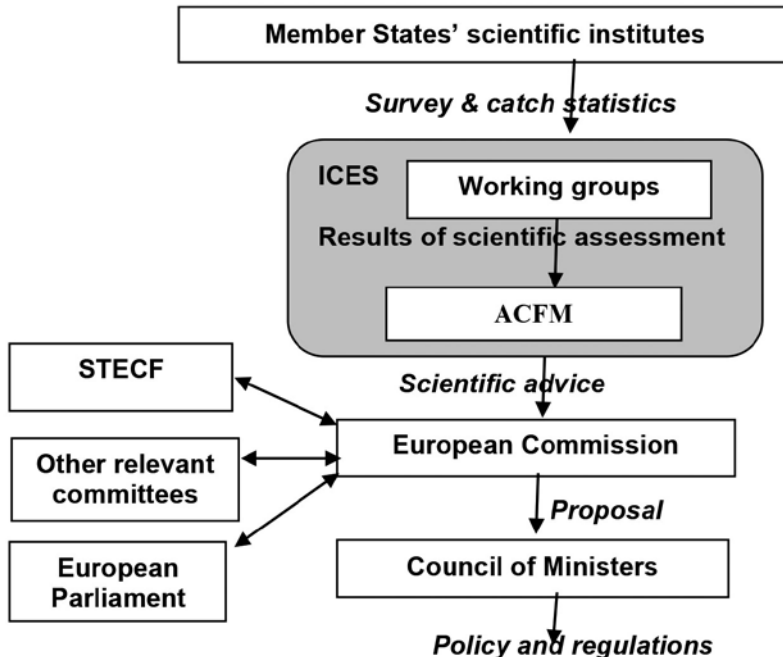 Member States’ scientific institutes
Survey & catch statistics
ICES
Working groups
Results of scientific assessment
ACFM
STECF
Scientific advice
European Commission
Other relevant
committees
Proposal
European
Parliament
Council of Ministers
Policy and regulations